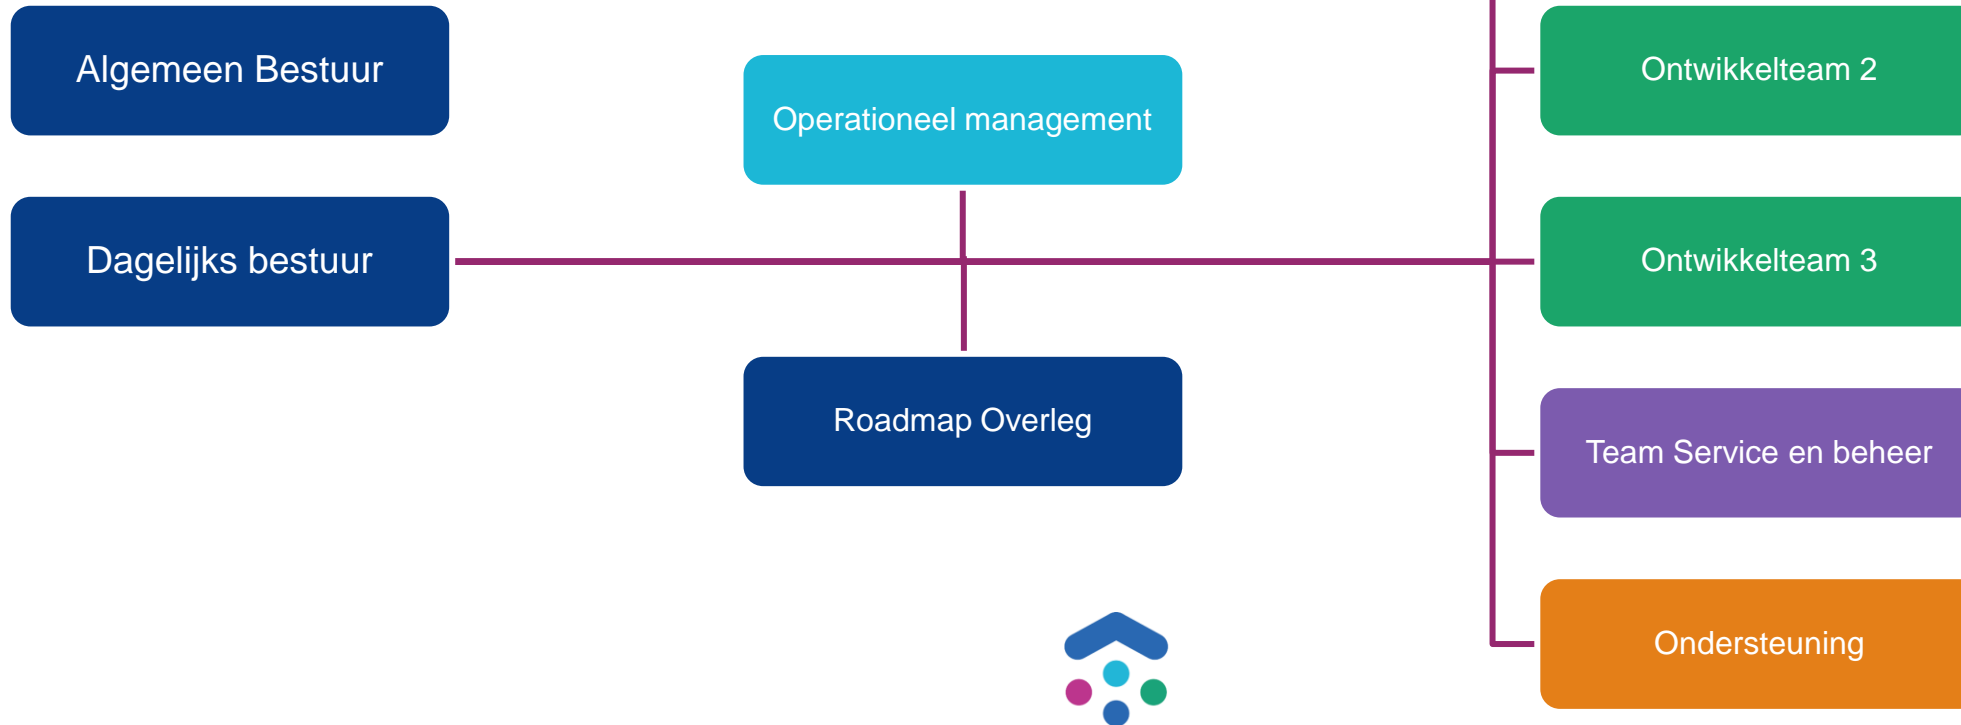 Algemeen Bestuur
Dagelijks bestuur
Operationeel management
Roadmap Overleg
Ontwikkelteam 2
Ontwikkelteam 3
Team Service en beheer
Ondersteuning